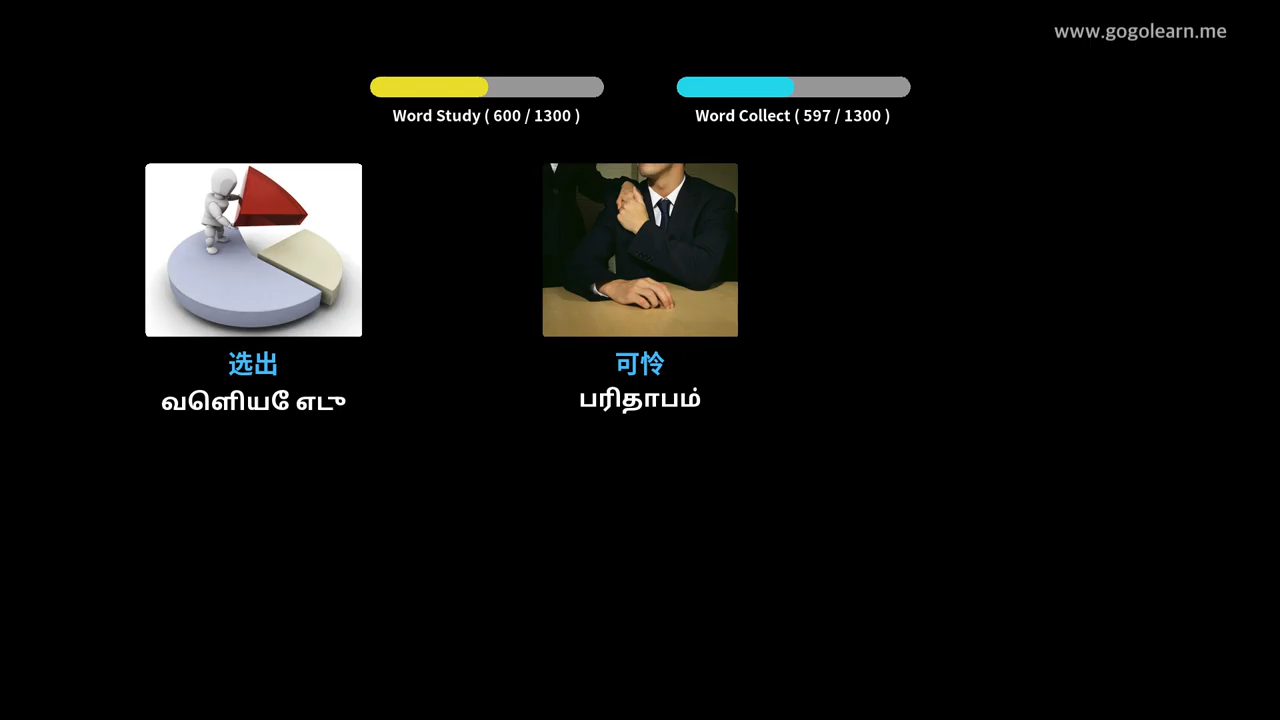 www.gogolearn.me
Word Study ( 600 / 1300 )
Word Collect ( 597 / 1300 )
选出
வெளியே எடு
可怜
பரிதாபம்